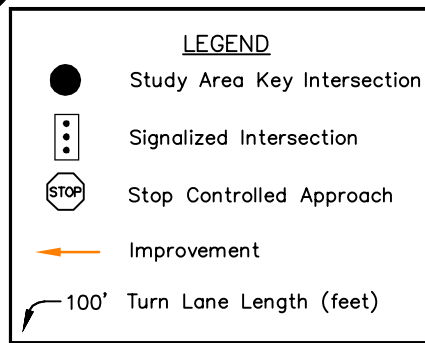 LEGEND
Study Area Key Intersection
Signalized Intersection
STOP Stop Controlled Approach
Improvement
100' Turn Lane Length (feet)